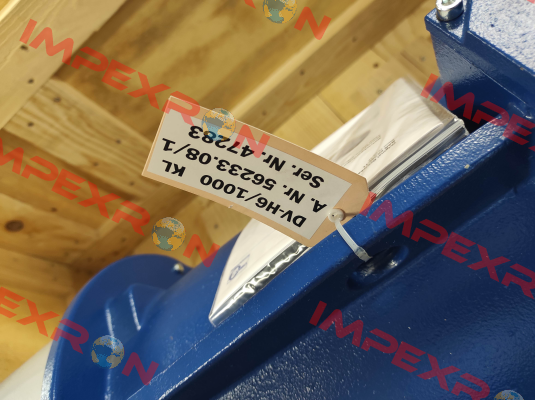 DV-H6/1000 KL
A. Nr. 56233.08/1
Ser. Nr. 47283
IMPEXRON
IMPEXRON
IMPEXRON
IMPEXRON
IMPEXRON
IMPEXRON